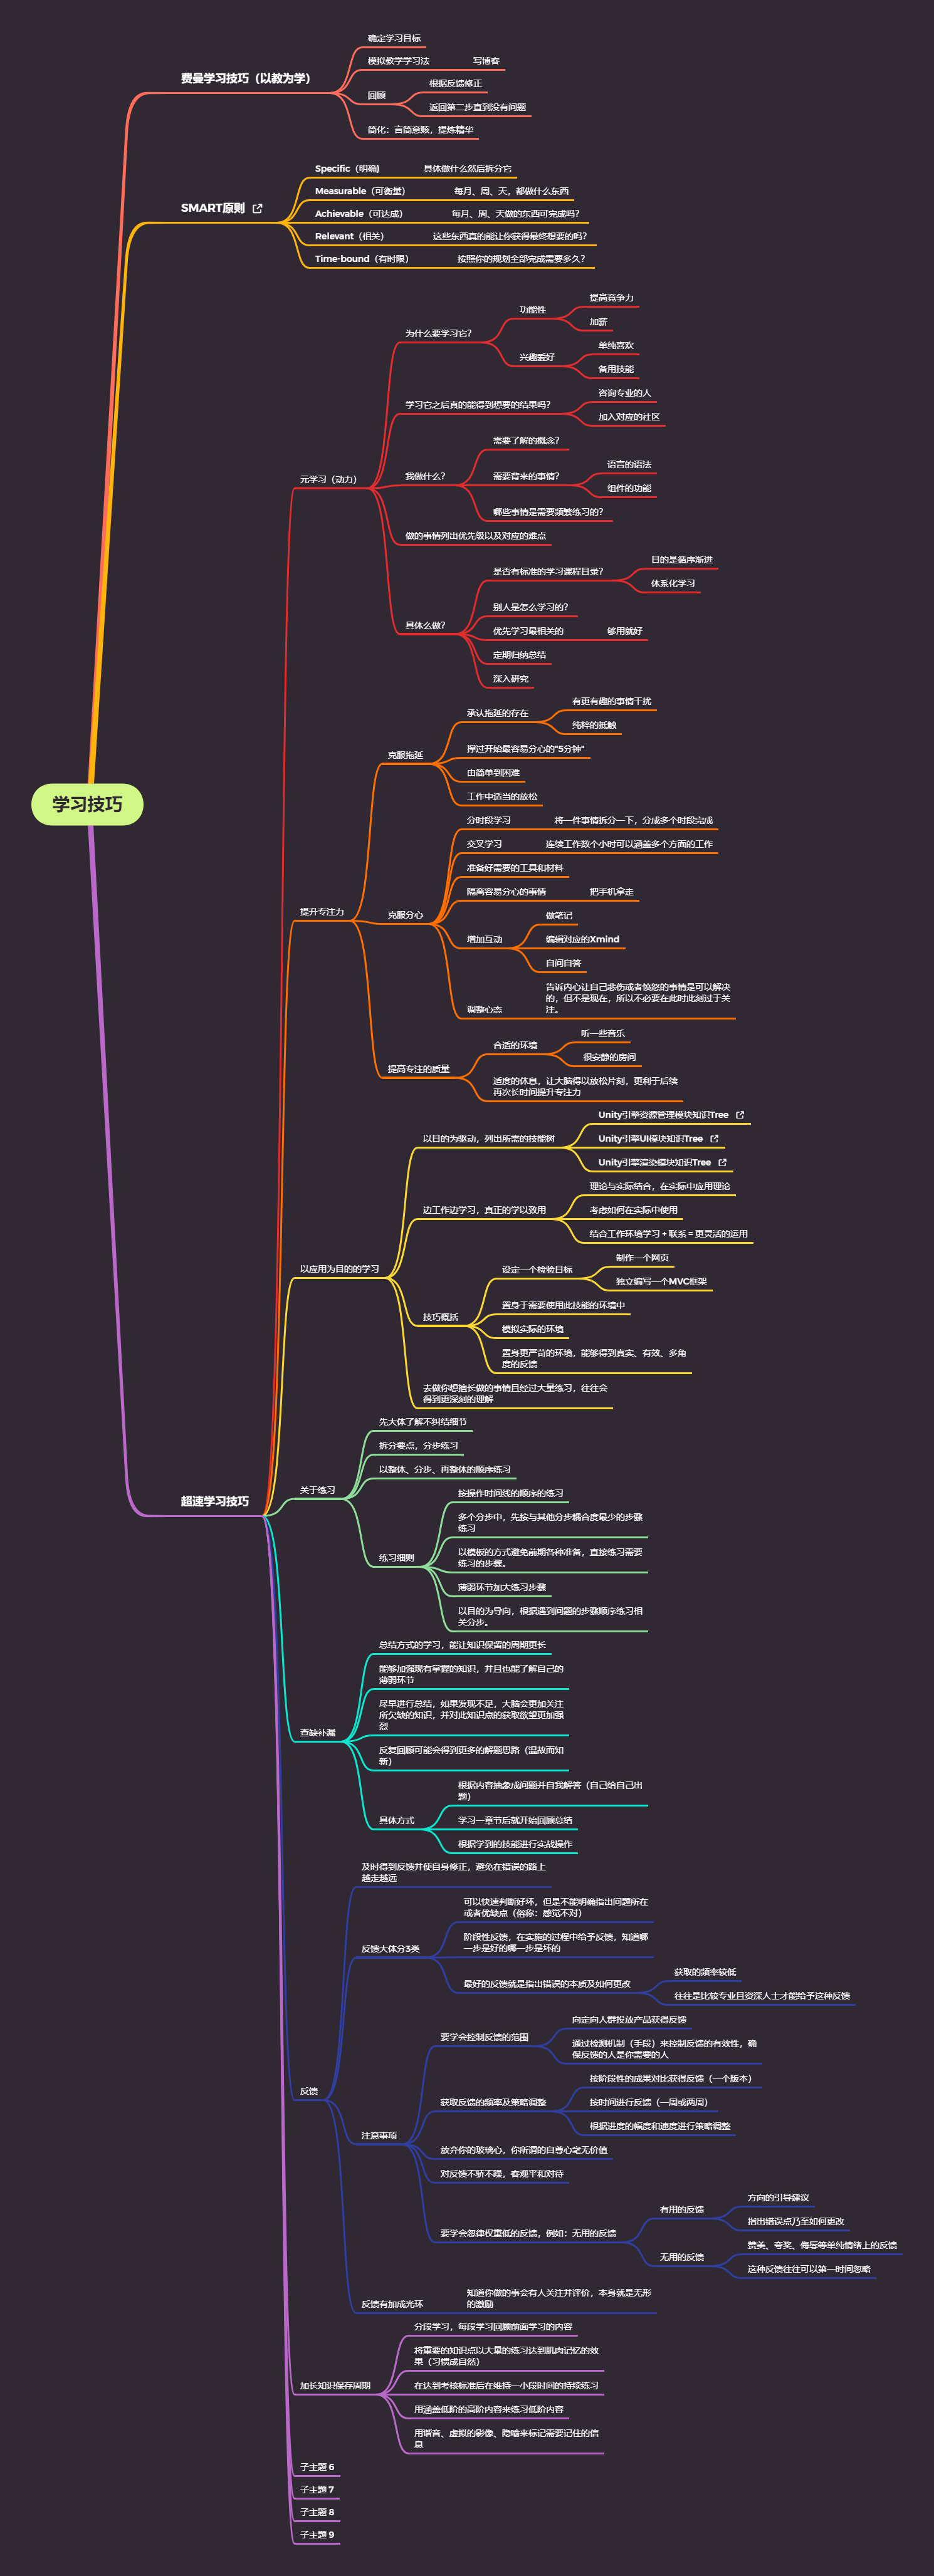 确定学习目标
模拟教学学习法
写博客
费曼学习技巧（以教为学）
根据反馈修正
回顾
返回第二步直到没有问题
简化：言简意赅，提炼精华
Specific（明确）
具体做什么然后拆分它
Measurable（可衡量）
每月、周、天，都做什么东西
SMART原则
Achievable（可达成）
每月、周、天做的东西可完成吗？
Relevant（相关）
这些东西真的能让你获得最终想要的吗？
Time-bound（有时限）
按照你的规划全部完成需要多久？
提高竞争力
功能性
加薪
为什么要学习它？
单纯喜欢
兴趣爱好
备用技能
咨询专业的人
学习它之后真的能得到想要的结果吗？
加入对应的社区
需要了解的概念？
语言的语法
元学习（动力）
我做什么？
需要背来的事情？
组件的功能
哪些事情是需要频繁练习的？
做的事情列出优先级以及对应的难点
目的是循序渐进
是否有标准的学习课程目录？
体系化学习
别人是怎么学习的？
具体么做？
优先学习最相关的
够用就好
定期归纳总结
深入研究
有更有趣的事情干扰
承认拖延的存在
纯粹的抵触
克服拖延
撑过开始最容易分心的"5分钟"
由简单到困难
工作中适当的放松
学习技巧
分时段学习
将一件事情拆分一下，分成多个时段完成
交叉学习
连续工作数个小时可以涵盖多个方面的工作
准备好需要的工具和材料
隔离容易分心的事情
把手机拿走
提升专注力
克服分心
做笔记
增加互动
编辑对应的Xmind
自问自答
告诉内心让自己悲伤或者愤怒的事情是可以解决
的，但不是现在，所以不必要在此时此刻过于关
注。
调整心态
听一些音乐
合适的环境
很安静的房间
提高专注的质量
适度的休息，让大脑得以放松片刻，更利于后续
再次长时间提升专注力
Unity引擎资源管理模块知识Tree
以目的为驱动，列出所需的技能树
Unity引擎UI模块知识Tree
Unity引擎渲染模块知识Tree
理论与实际结合，在实际中应用理论
边工作边学习，真正的学以致用
考虑如何在实际中使用
结合工作环境学习 + 联系 = 更灵活的运用
以应用为目的的学习
制作一个网页
设定一个检验目标
独立编写一个MVC框架
置身于需要使用此技能的环境中
技巧概括
模拟实际的环境
置身更严苛的环境，能够得到真实、有效、多角
度的反馈
去做你想擅长做的事情且经过大量练习，往往会
得到更深刻的理解
先大体了解不纠结细节
拆分要点，分步练习
以整体、分步、再整体的顺序练习
关于练习
超速学习技巧
按操作时间线的顺序的练习
多个分步中，先按与其他分步耦合度最少的步骤
练习
练习细则
以模板的方式避免前期各种准备，直接练习需要
练习的步骤。
薄弱环节加大练习步骤
以目的为导向，根据遇到问题的步骤顺序练习相
关分步。
总结方式的学习，能让知识保留的周期更长
能够加强现有掌握的知识，并且也能了解自己的
薄弱环节
尽早进行总结，如果发现不足，大脑会更加关注
所欠缺的知识，并对此知识点的获取欲望更加强
烈
查缺补漏
反复回顾可能会得到更多的解题思路（温故而知
新）
根据内容抽象成问题并自我解答（自己给自己出
题）
具体方式
学习一章节后就开始回顾总结
根据学到的技能进行实战操作
及时得到反馈并使自身修正，避免在错误的路上
越走越远
可以快速判断好坏，但是不能明确指出问题所在
或者优缺点（俗称：感觉不对）
反馈大体分3类
阶段性反馈，在实施的过程中给予反馈，知道哪
一步是好的哪一步是坏的
获取的频率较低
最好的反馈就是指出错误的本质及如何更改
往往是比较专业且资深人士才能给予这种反馈
向定向人群投放产品获得反馈
要学会控制反馈的范围
通过检测机制（手段）来控制反馈的有效性，确
保反馈的人是你需要的人
按阶段性的成果对比获得反馈（一个版本）
反馈
获取反馈的频率及策略调整
按时间进行反馈（一周或两周）
根据进度的幅度和速度进行策略调整
注意事项
放弃你的玻璃心，你所谓的自尊心毫无价值
对反馈不骄不躁，客观平和对待
方向的引导建议
有用的反馈
指出错误点乃至如何更改
要学会忽律权重低的反馈，例如：无用的反馈
赞美、夸奖、侮辱等单纯情绪上的反馈
无用的反馈
这种反馈往往可以第一时间忽略
知道你做的事会有人关注并评价，本身就是无形
的激励
反馈有加成光环
分段学习，每段学习回顾前面学习的内容
将重要的知识点以大量的练习达到肌肉记忆的效
果（习惯成自然）
加长知识保存周期
在达到考核标准后在维持一小段时间的持续练习
用涵盖低阶的高阶内容来练习低阶内容
用谐音、虚拟的影像、隐喻来标记需要记住的信
息
子主题 6
子主题 7
子主题 8
子主题 9